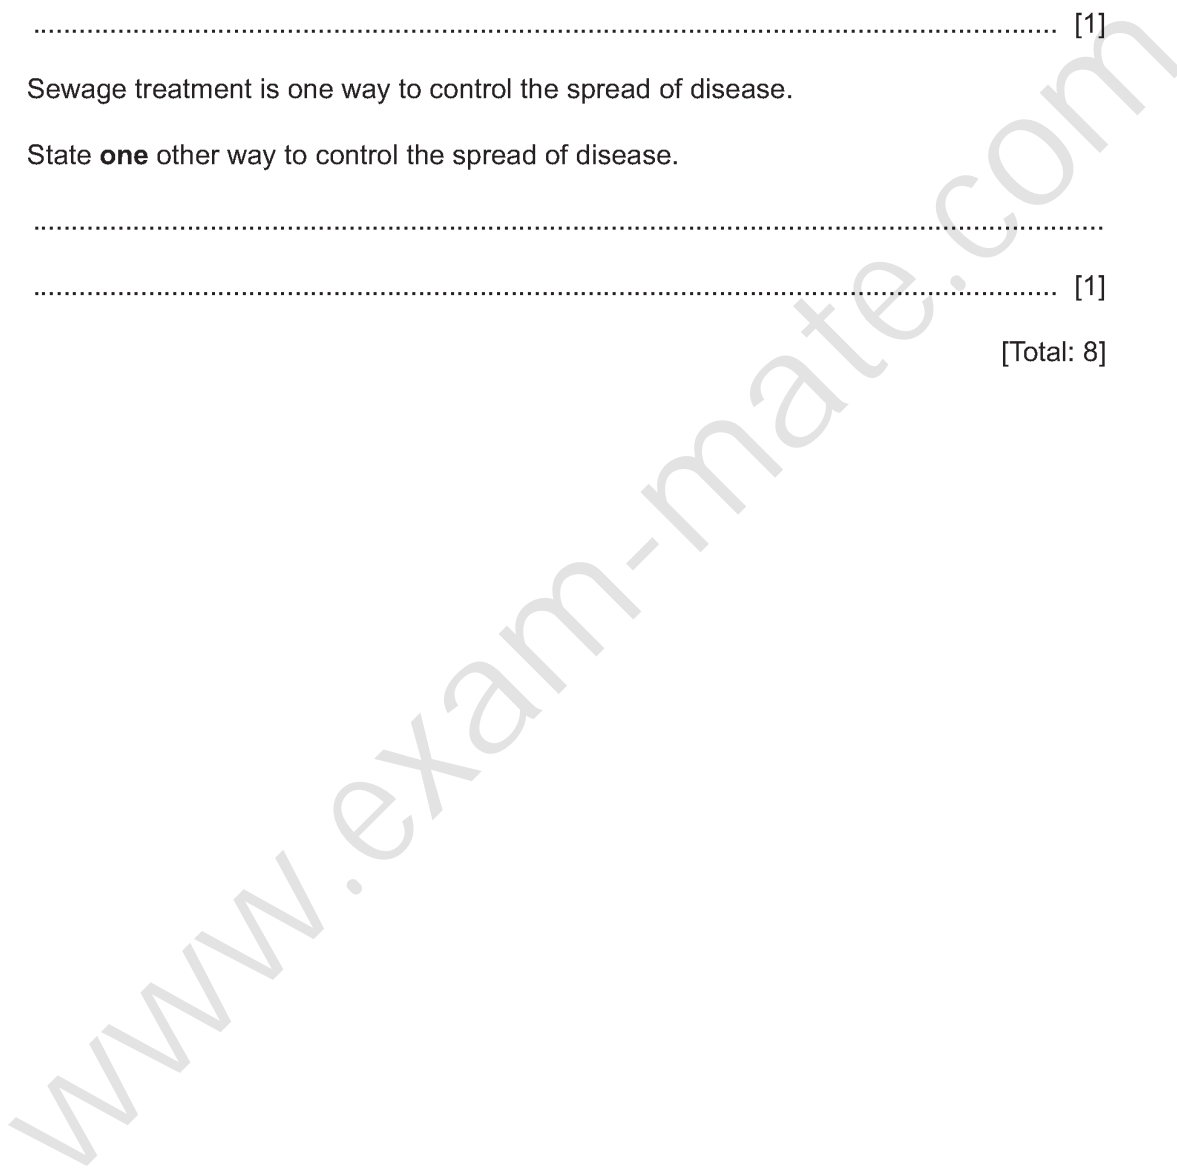 .......................................................................................................................................... [1]
Sewage treatment is one way to control the spread of disease.
State one other way to control the spread of disease.
................................................................................................................................................
.......................................................................................................................................... [1]
[Total: 8]
www.exam-mate.com